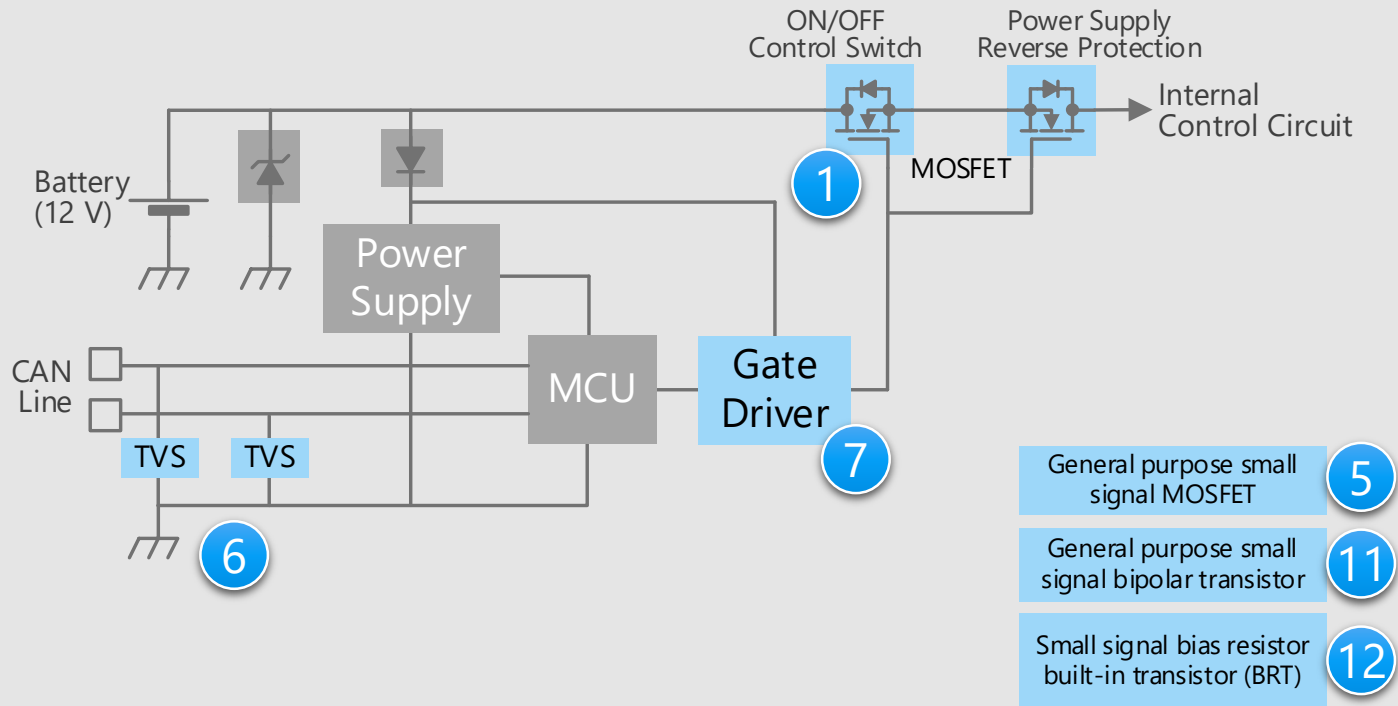 ON/OFF
Control Switch
Power Supply
Reverse Protection
Internal
Control Circuit
1
MOSFET
Battery
(12 V)
Power
Supply
CAN
Line
MCU
Gate
Driver
7
TVS
TVS
6
General purpose small
signal MOSFET
5
General purpose small
signal bipolar transistor
11
Small signal bias resistor
built-in transistor (BRT)
12